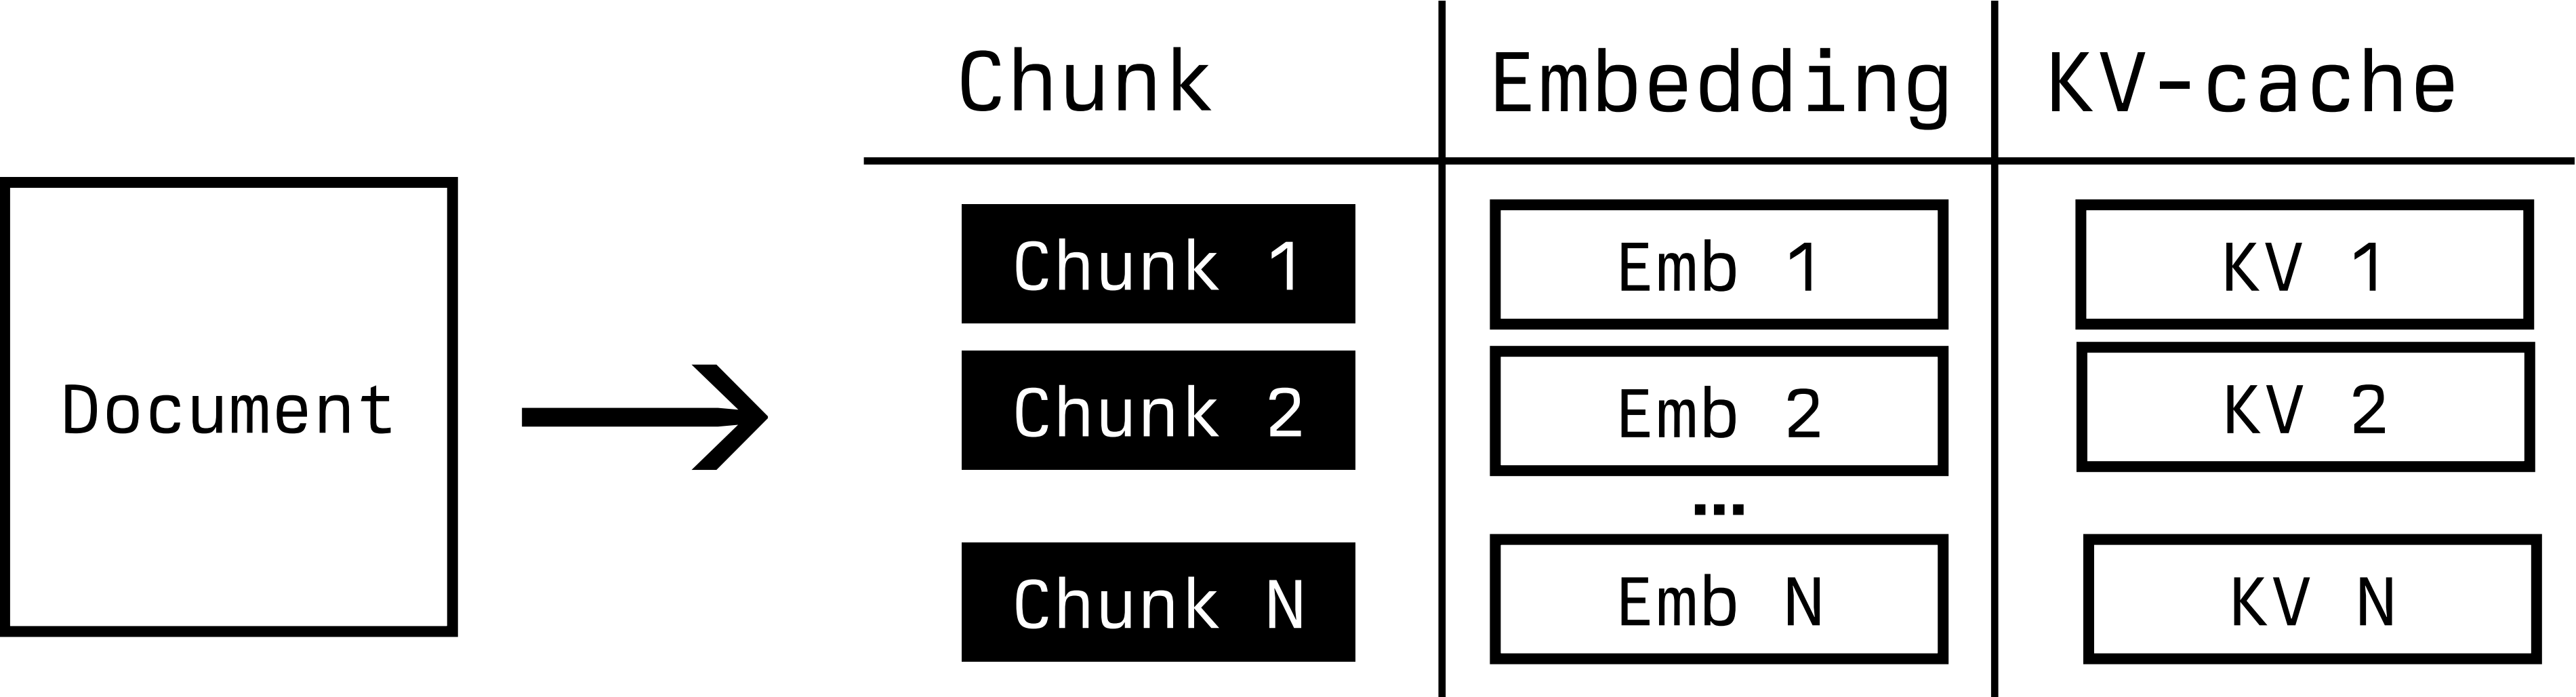 Chunk Embedding KV-cache
Document
Chunk 1 Emb 1 KV 1
Chunk 2 Emb 2 KV 2
...
Chunk N Emb N KV N